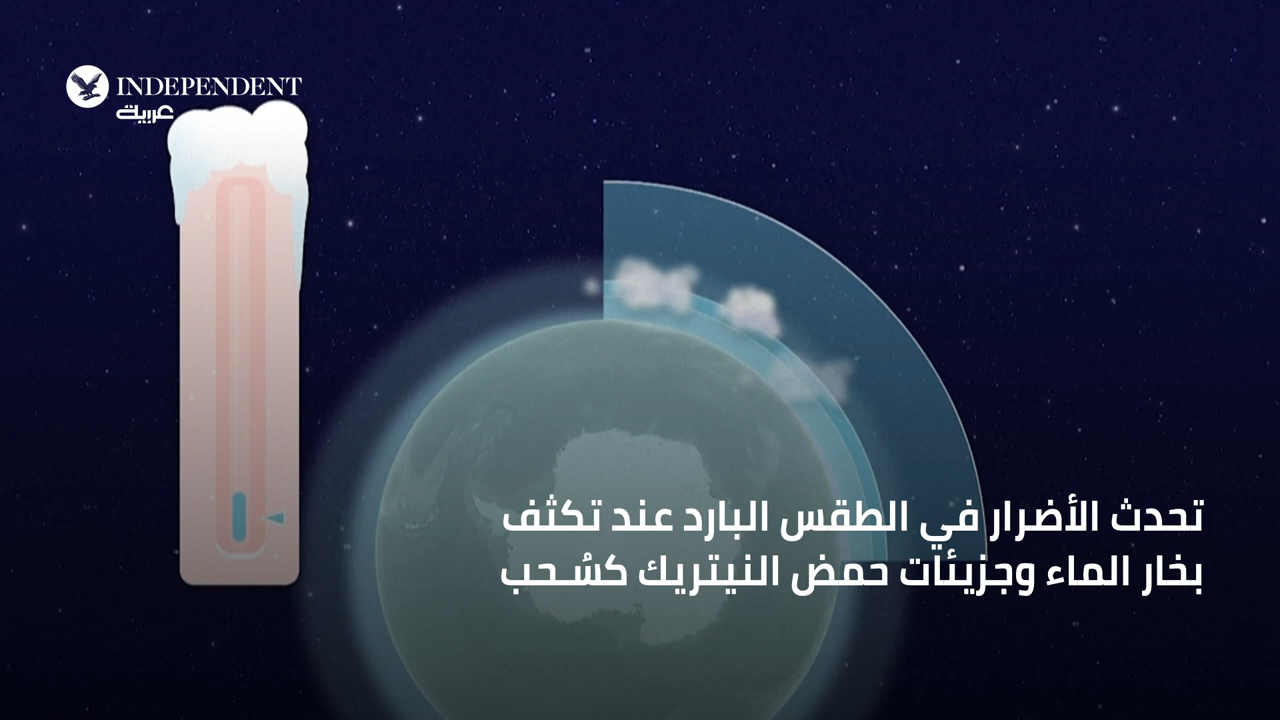 INDEPENDENT
عربية
تحدث الأضرار في الطقس البارد عند تكثف
بخار الماء وجزيئات حمض النيتريك كسُحب